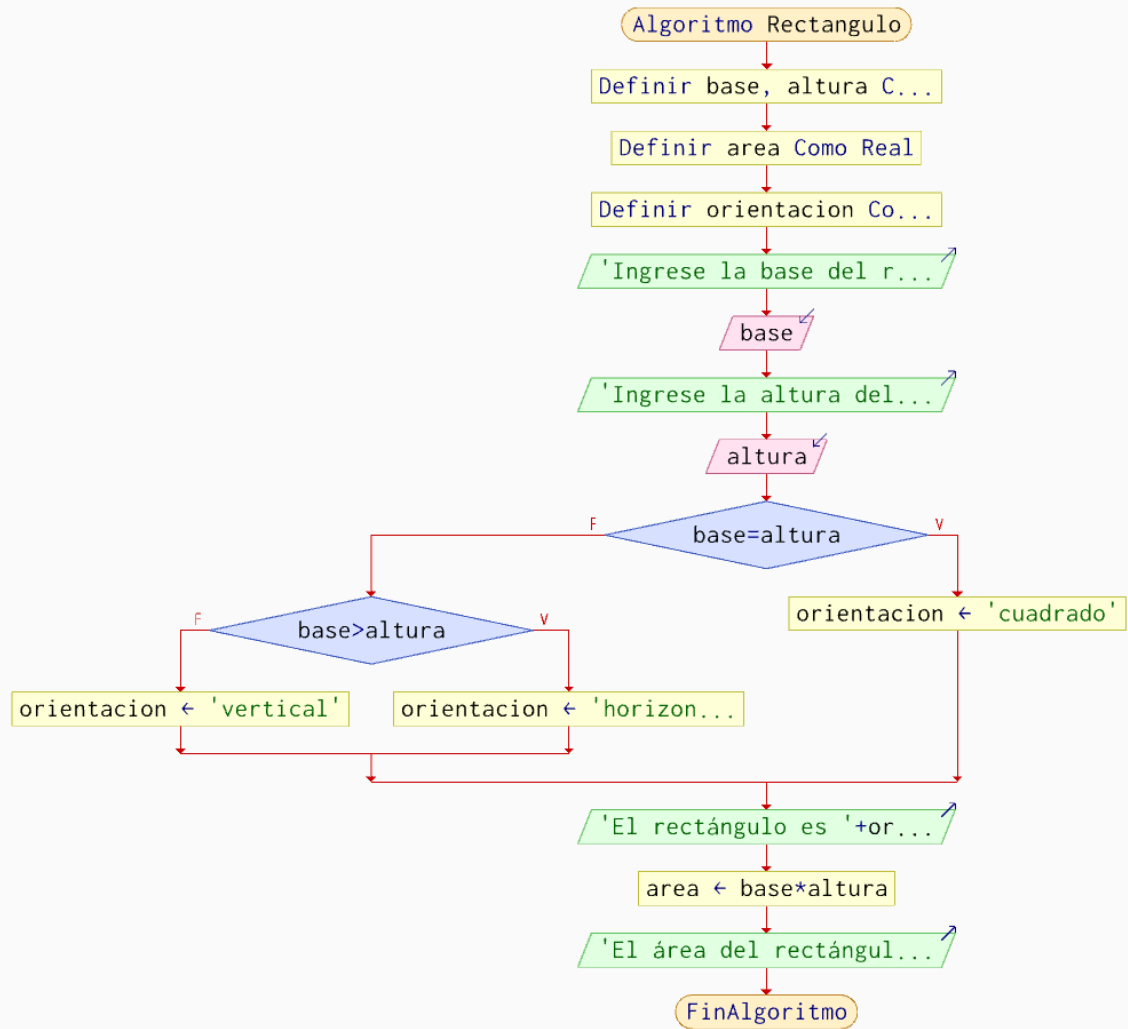 Algoritmo Rectangulo
Definir base, altura C...
Definir area Como Real
Definir orientacion Co...
'Ingrese la base del r...
base
'Ingrese la altura del...
altura
F
base=altura
V
F
base>altura
V
orientacion ← 'cuadrado'
orientacion ← 'vertical'
orientacion ← 'horizon...
'El rectángulo es '+or...
area ← base*altura
'El área del rectángul...
FinAlgoritmo